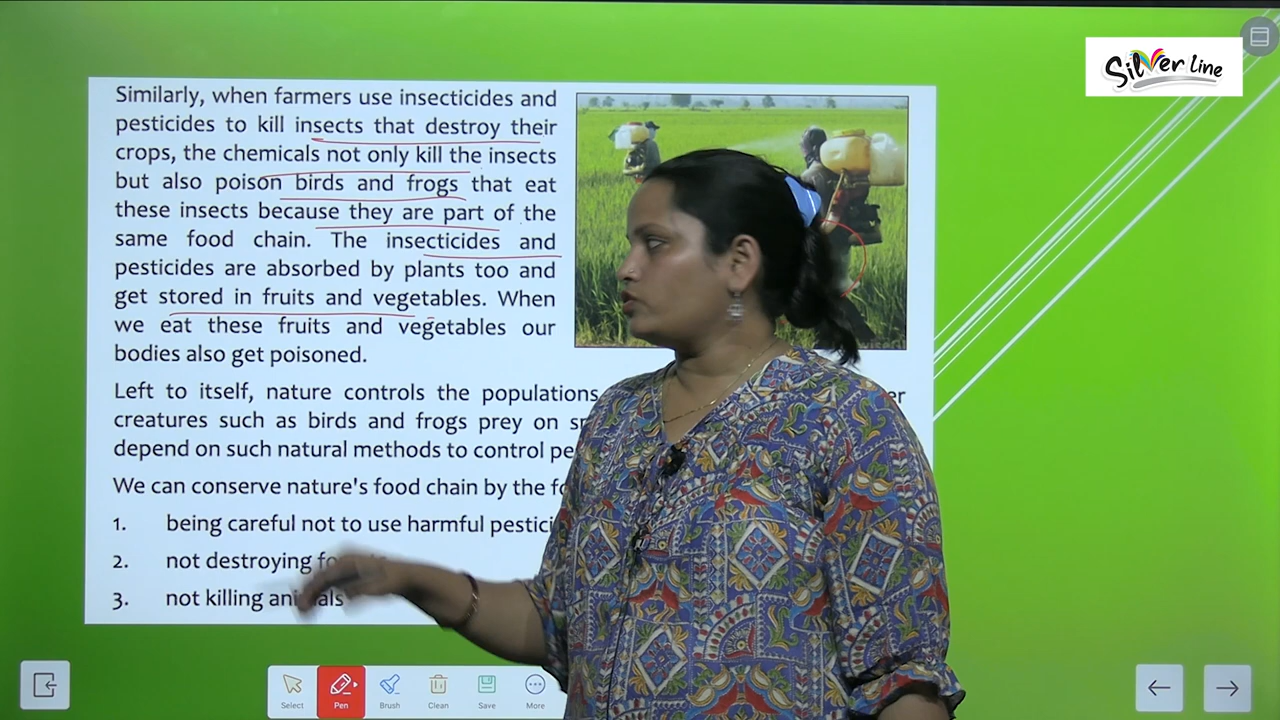 Silver line
Similarly, when farmers use insecticides and
pesticides to kill insects that destroy their
crops, the chemicals not only kill the insects
but also poison birds and frogs that eat
these insects because they are part of the
same food chain. The insecticides and
pesticides are absorbed by plants too and
get stored in fruits and vegetables. When
we eat these fruits and vegetables our
bodies also get poisoned.
Left to itself, nature controls the populations
creatures such as birds and frogs prey on
depend on such natural methods to control
We can conserve nature's food chain by the
1. being careful not to use harmful
2. not destroying
3. not killing animals
Select Pen Brush Clean Save More